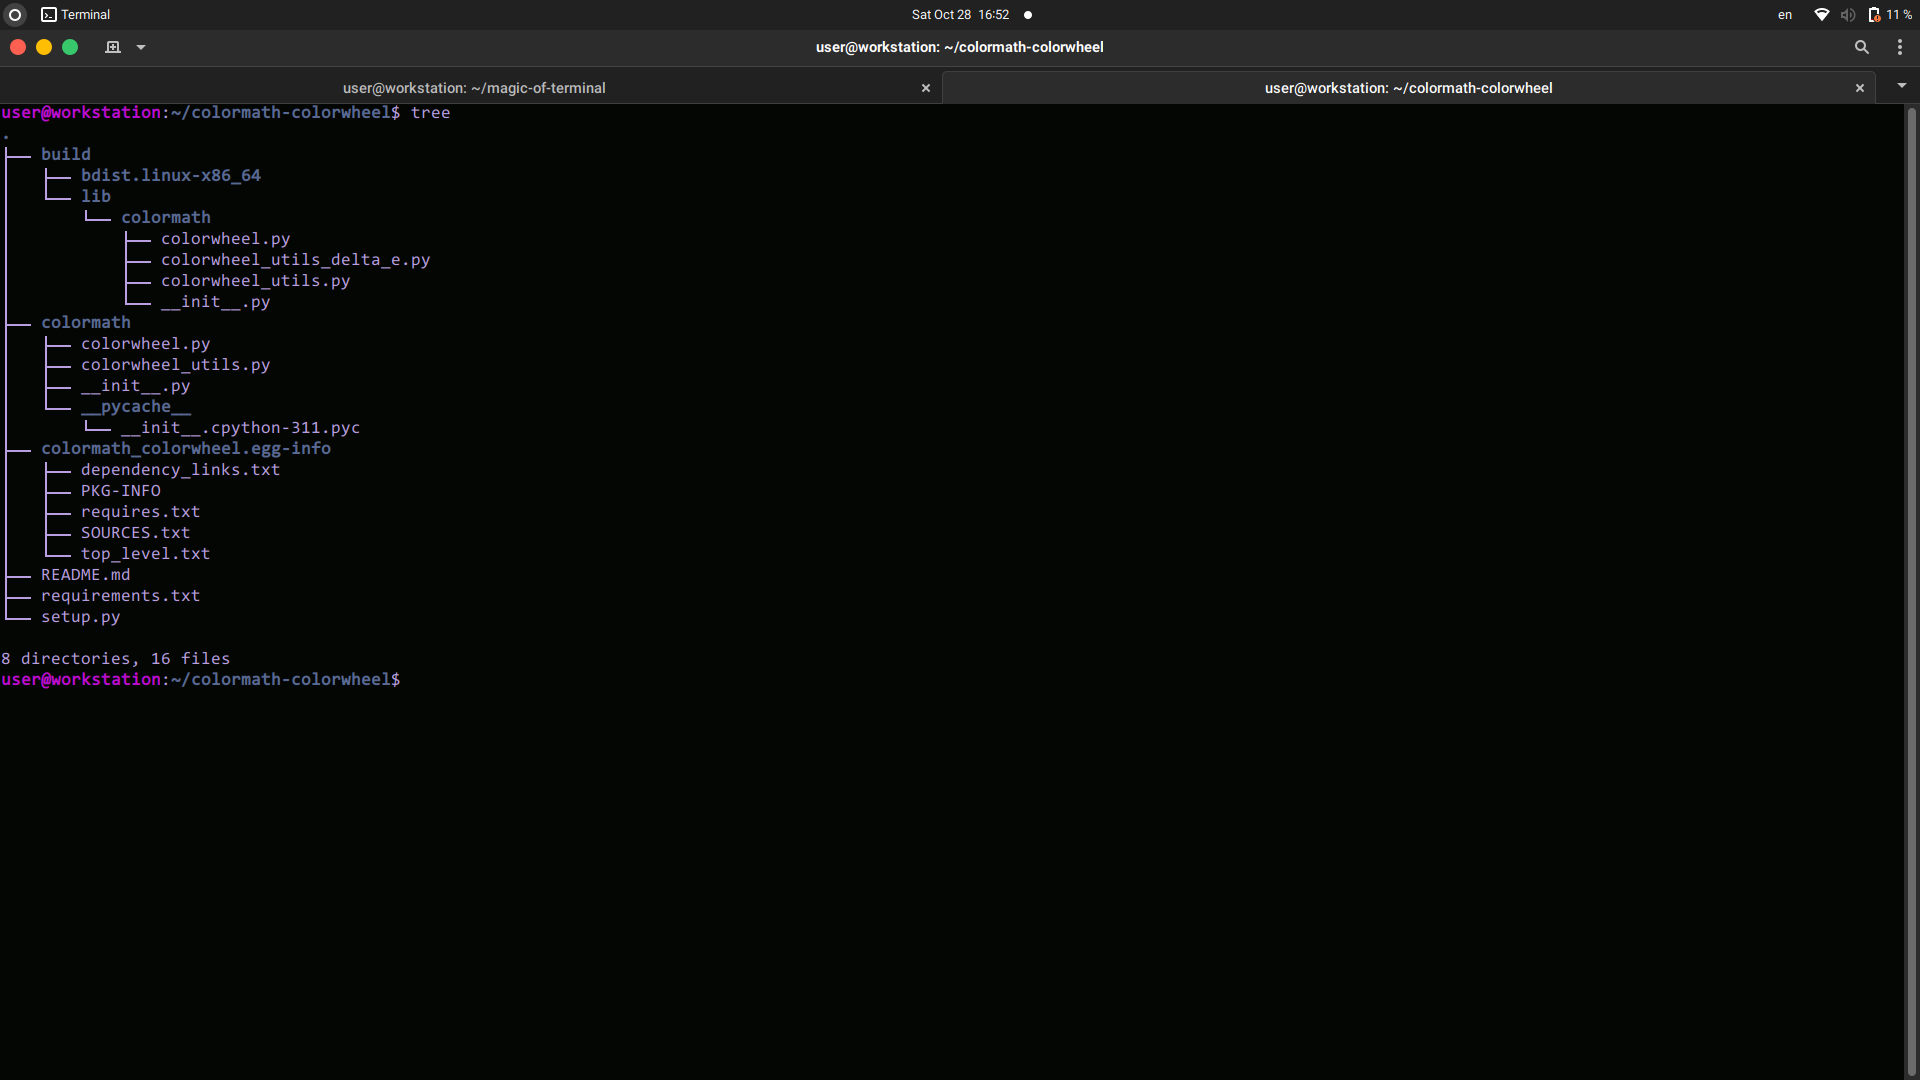 Terminal
Sat Oct 28 16:52
en
11 %
user@workstation: ~/colormath-colorwheel
user@workstation: ~/magic-of-terminal
user@workstation: ~/colormath-colorwheel
user@workstation:~/colormath-colorwheel$ tree
.
├── build
│   ├── bdist.linux-x86_64
│   └── lib
│       └── colormath
│           ├── colorwheel.py
│           ├── colorwheel_utils_delta_e.py
│           ├── colorwheel_utils.py
│           └── __init__.py
├── colormath
│   ├── colorwheel.py
│   ├── colorwheel_utils.py
│   ├── __init__.py
│   └── __pycache__
│       └── __init__.cpython-311.pyc
├── colormath_colorwheel.egg-info
│   ├── dependency_links.txt
│   ├── PKG-INFO
│   ├── requires.txt
│   ├── SOURCES.txt
│   └── top_level.txt
├── README.md
├── requirements.txt
└── setup.py
8 directories, 16 files
user@workstation:~/colormath-colorwheel$